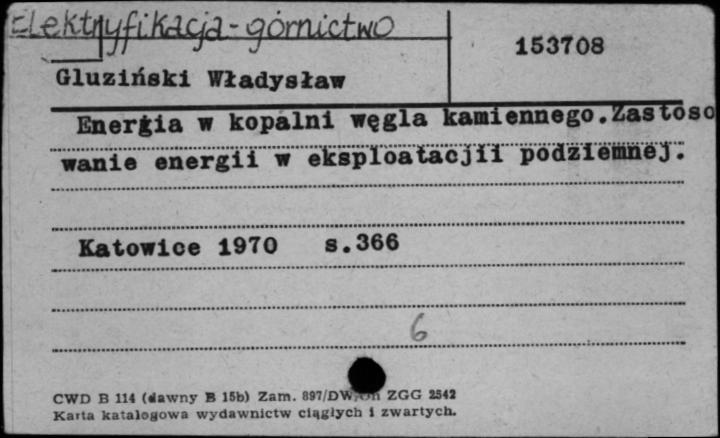 Elektryfikacja-górnictwo
153708
Gluziński Władysław
Energia w kopalni węgla kamiennego.Zastoso
wanie energii w eksploatacjii podziemnej.
Katowice 1970 s.366
6
CWD B 114 (dawny B 15b) Zam. 897/DW, ZGG 2542
Karta katalogowa wydawnictw ciągłych i zwartych.